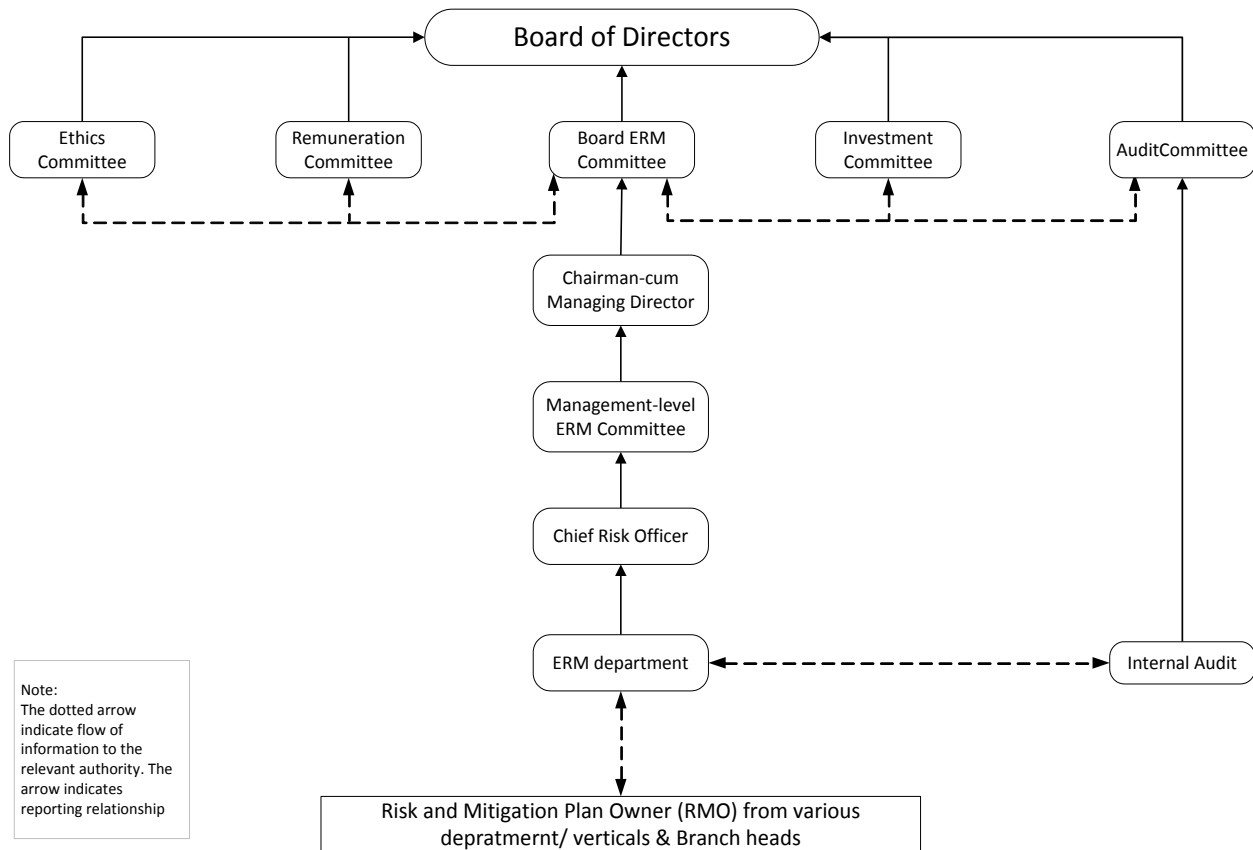 Board of Directors
Ethics
Committee
Remuneration
Committee
Board ERM
Committee
Investment
Committee
AuditCommittee
Chairman-cum
Managing Director
Management-level
ERM Committee
Chief Risk Officer
ERM department
Internal Audit
Note:
The dotted arrow
indicate flow of
information to the
relevant authority. The
arrow indicates
reporting relationship
Risk and Mitigation Plan Owner (RMO) from various
depratmernt/ verticals & Branch heads